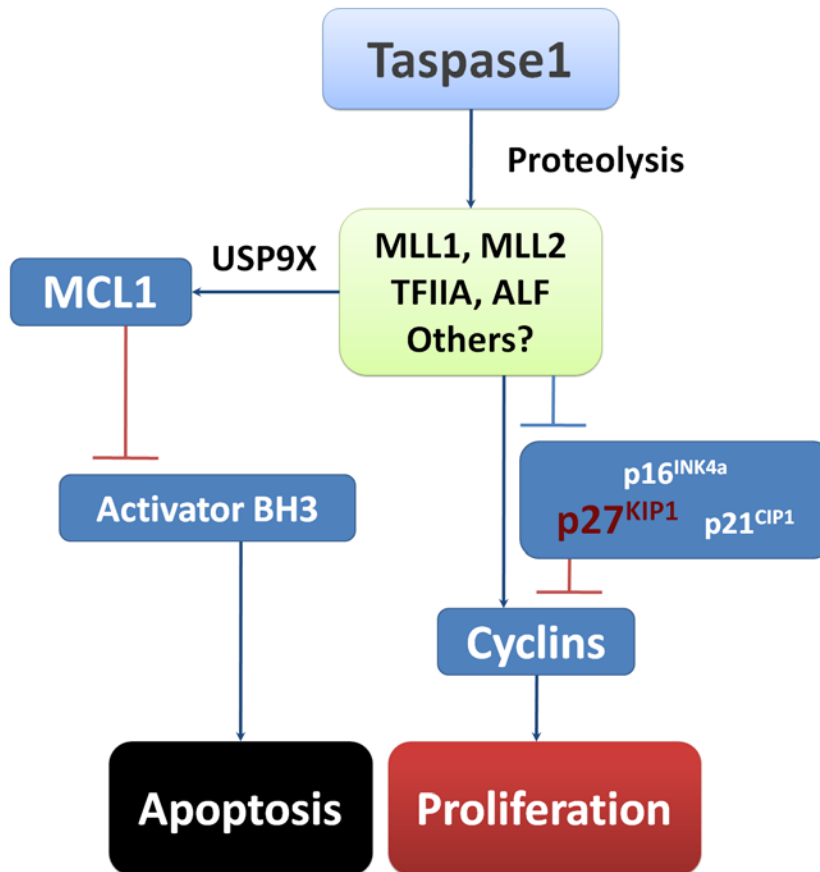 Taspase1
Proteolysis
MLL1, MLL2
TFIIA, ALF
Others?
USP9X
MCL1
Activator BH3
p16INK4a
p27KIP1 p21CIP1
Cyclins
Apoptosis
Proliferation